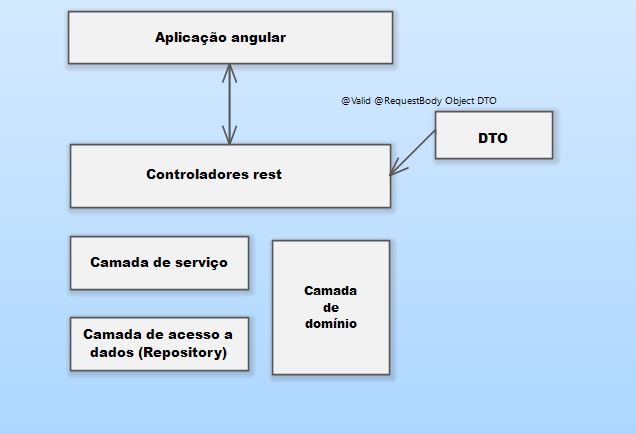 Aplicação angular
@Valid @RequestBody Object DTO
DTO
Controladores rest
Camada de serviço
Camada
de
domínio
Camada de acesso a
dados (Repository)